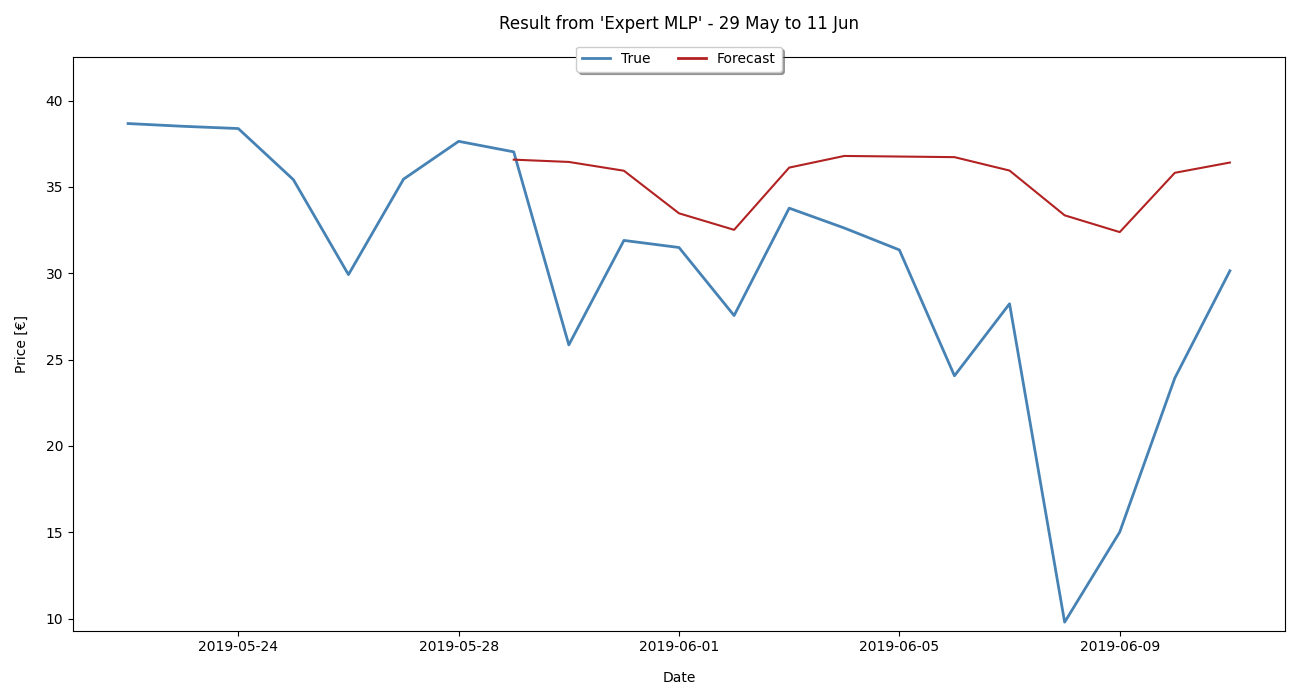 Result from 'Expert MLP' - 29 May to 11 Jun
True Forecast
40
35
30
25
20
15
10
Price [€]
2019-05-24 2019-05-28 2019-06-01 2019-06-05 2019-06-09
Date